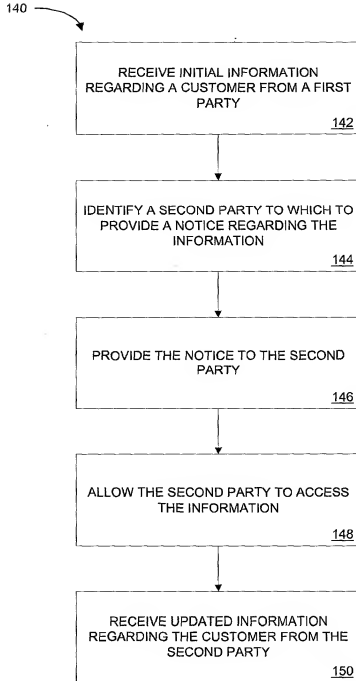 140
RECEIVE INITIAL INFORMATION
REGARDING A CUSTOMER FROM A FIRST
PARTY
142
IDENTIFY A SECOND PARTY TO WHICH TO
PROVIDE A NOTICE REGARDING THE
INFORMATION
144
PROVIDE THE NOTICE TO THE SECOND
PARTY
146
ALLOW THE SECOND PARTY TO ACCESS
THE INFORMATION
148
RECEIVE UPDATED INFORMATION
REGARDING THE CUSTOMER FROM THE
SECOND PARTY
150